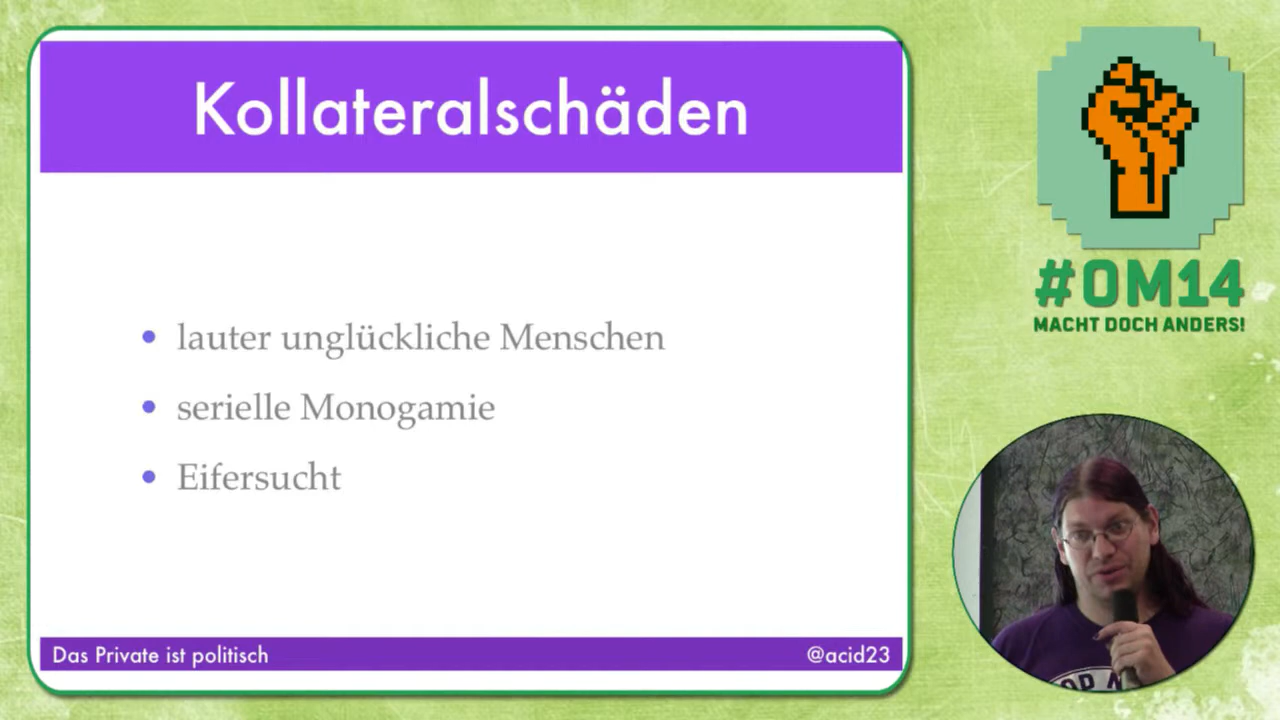 Kollateralschäden
lauter unglückliche Menschen
serielle Monogamie
Eifersucht
Das Private ist politisch
@acid23
#OM14
MACHT DOCH ANDERS!